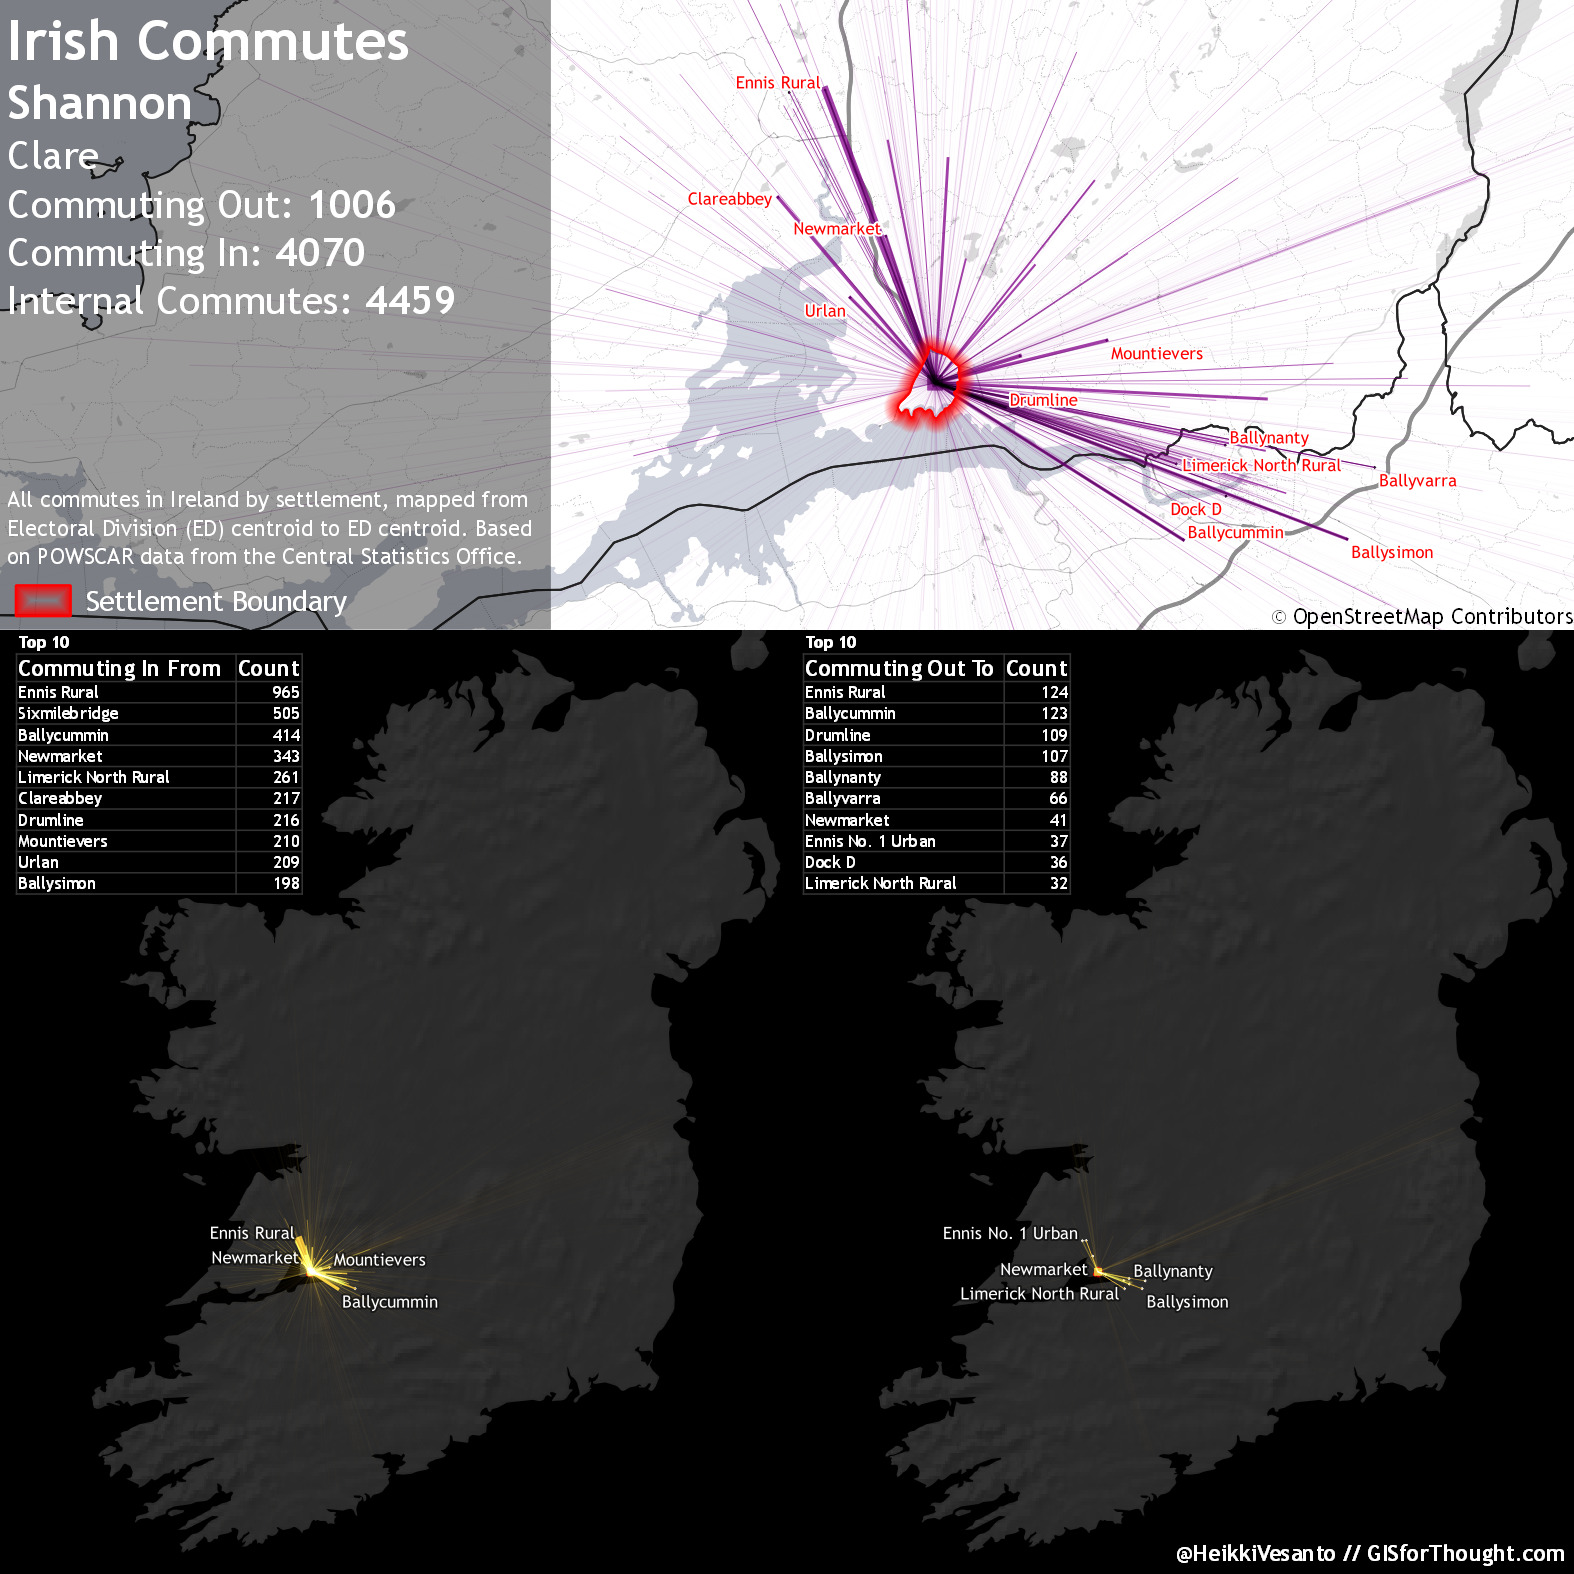 Irish Commutes
Shannon
Clare
Commuting Out: 1006
Commuting In: 4070
Internal Commutes: 4459
All commutes in Ireland by settlement, mapped from
Electoral Division (ED) centroid to ED centroid. Based
on POWSCAR data from the Central Statistics Office.
Settlement Boundary
Ennis Rural
Clareabbey
Newmarket
Urlan
Mountievers
Drumline
Ballynanty
Limerick North Rural
Ballyvarra
Dock D
Ballycummin
Ballysimon
© OpenStreetMap Contributors
Top 10
Commuting In From Count
Ennis Rural 965
Sixmilebridge 505
Ballycummin 414
Newmarket 343
Limerick North Rural 261
Clareabbey 217
Drumline 216
Mountievers 210
Urlan 209
Ballysimon 198
Ennis Rural
Newmarket
Mountievers
Ballycummin
Top 10
Commuting Out To Count
Ennis Rural 124
Ballycummin 123
Drumline 109
Ballysimon 107
Ballynanty 88
Ballyvarra 66
Newmarket 41
Ennis No. 1 Urban 37
Dock D 36
Limerick North Rural 32
Ennis No. 1 Urban
Newmarket
Ballynanty
Limerick North Rural
Ballysimon
@HeikkiVesanto // GISforThought.com